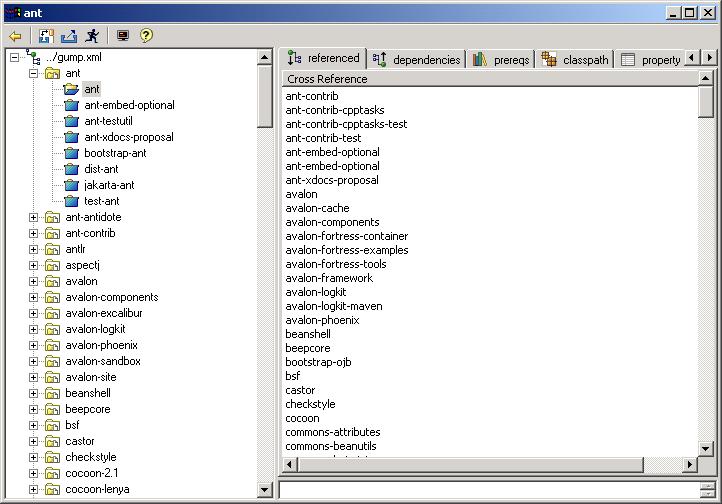 ant
../gump.xml
ant
ant
ant-embed-optional
ant-testutil
ant-xdocs-proposal
bootstrap-ant
dist-ant
jakarta-ant
test-ant
ant-antidote
ant-contrib
antlr
aspectj
avalon
avalon-components
avalon-excalibur
avalon-logkit
avalon-phoenix
avalon-sandbox
avalon-site
beanshell
beepcore
bsf
castor
checkstyle
cocoon-2.1
cocoon-lenya
referenced dependencies prereqs classpath property
Cross Reference
ant-contrib
ant-contrib-cpptasks
ant-contrib-cpptasks-test
ant-contrib-test
ant-embed-optional
ant-embed-optional
ant-xdocs-proposal
avalon
avalon-cache
avalon-components
avalon-fortress-container
avalon-fortress-examples
avalon-fortress-tools
avalon-framework
avalon-logkit
avalon-logkit-maven
avalon-phoenix
beanshell
beepcore
bootstrap-ojb
bsf
castor
checkstyle
cocoon
commons-attributes
commons-beanutils